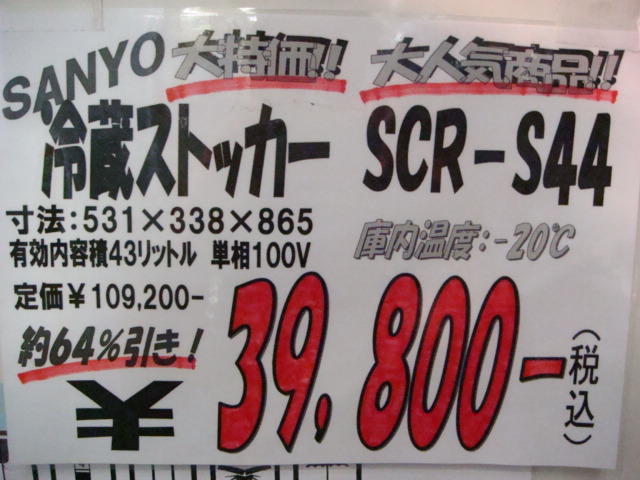 SANYO 大特価!! 大人気商品!!
冷蔵ストッカー SCR-S44
寸法:531×338×865
有効内容積43リットル 単相100V
庫内温度:-20℃
定価¥109,200-
約64%引き!
¥39,800-(税込)